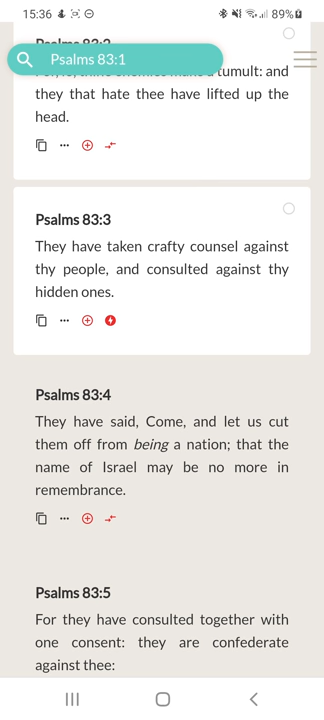 15:36
89%
Psalms 83:2
Psalms 83:1
tumult: and
they that hate thee have lifted up the
head.
Psalms 83:3
They have taken crafty counsel against
thy people, and consulted against thy
hidden ones.
Psalms 83:4
They have said, Come, and let us cut
them off from being a nation; that the
name of Israel may be no more in
remembrance.
Psalms 83:5
For they have consulted together with
one consent: they are confederate
against thee: